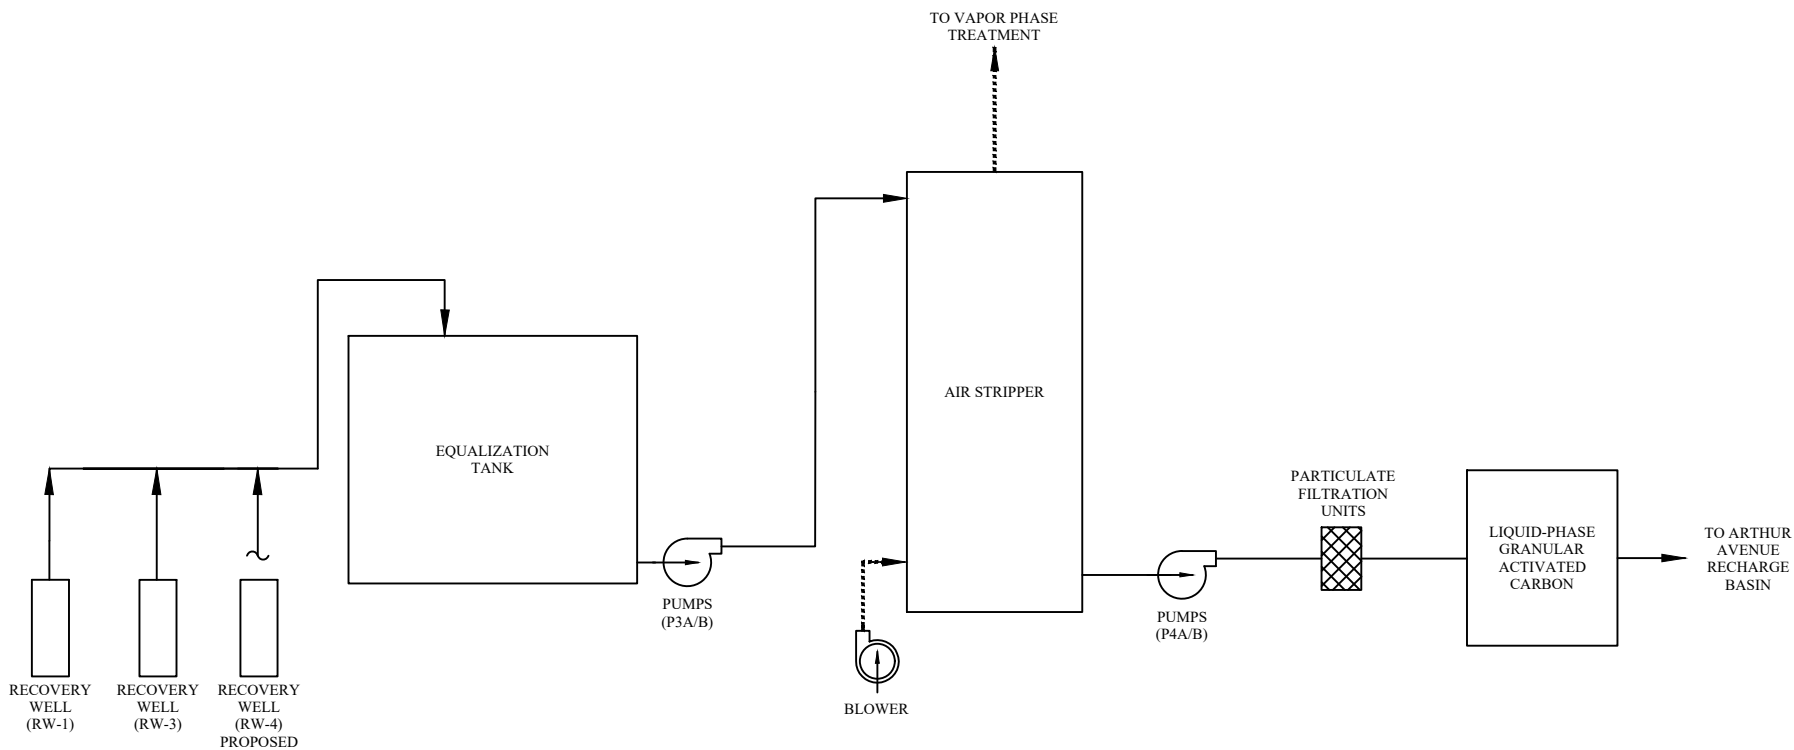 TO VAPOR PHASE
TREATMENT
EQUALIZATION
TANK
AIR STRIPPER
PARTICULATE
FILTRATION
UNITS
LIQUID-PHASE
GRANULAR
ACTIVATED
CARBON
TO ARTHUR
AVENUE
RECHARGE
BASIN
PUMPS
(P3A/B)
PUMPS
(P4A/B)
RECOVERY
WELL
(RW-1)
RECOVERY
WELL
(RW-3)
RECOVERY
WELL
(RW-4)
PROPOSED
BLOWER